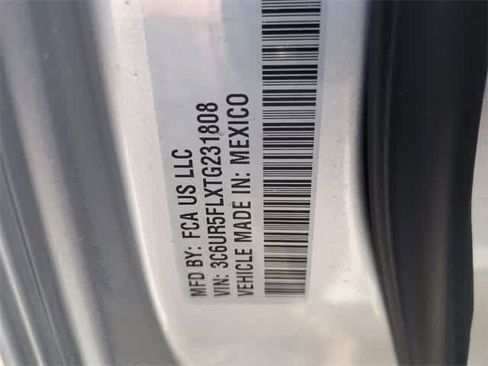 MFD BY: FCA US LLC
VIN: 3C6UR5FLXTG231808
VEHICLE MADE IN: MEXICO